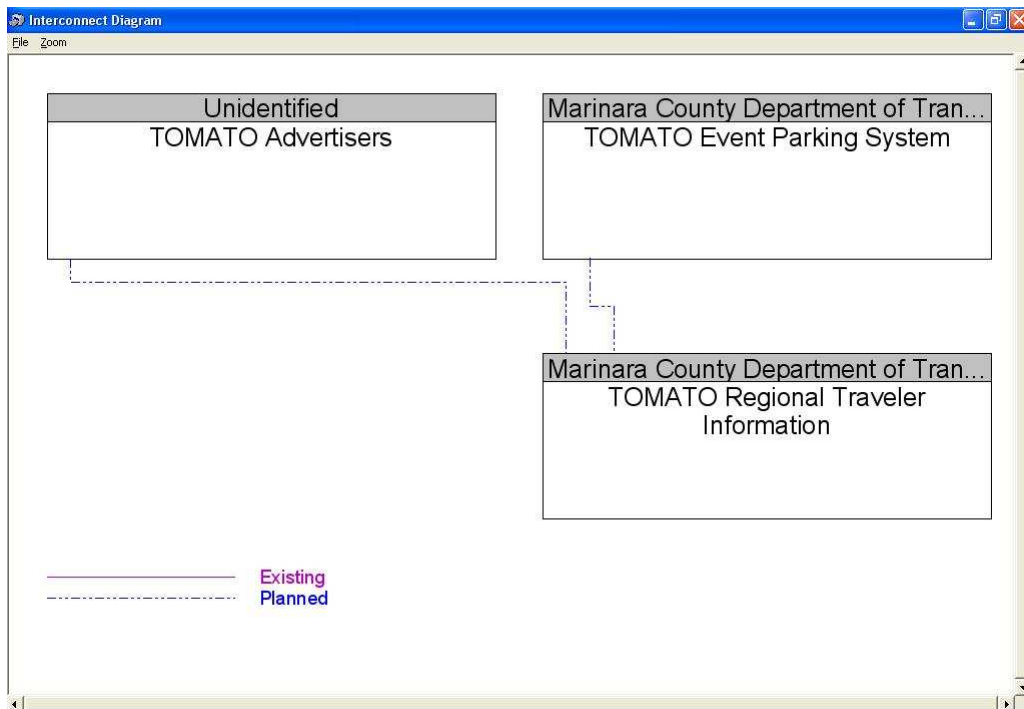 Interconnect Diagram
File Zoom
Unidentified
TOMATO Advertisers
Marinara County Department of Tran...
TOMATO Event Parking System
Marinara County Department of Tran...
TOMATO Regional Traveler
Information
Existing
Planned